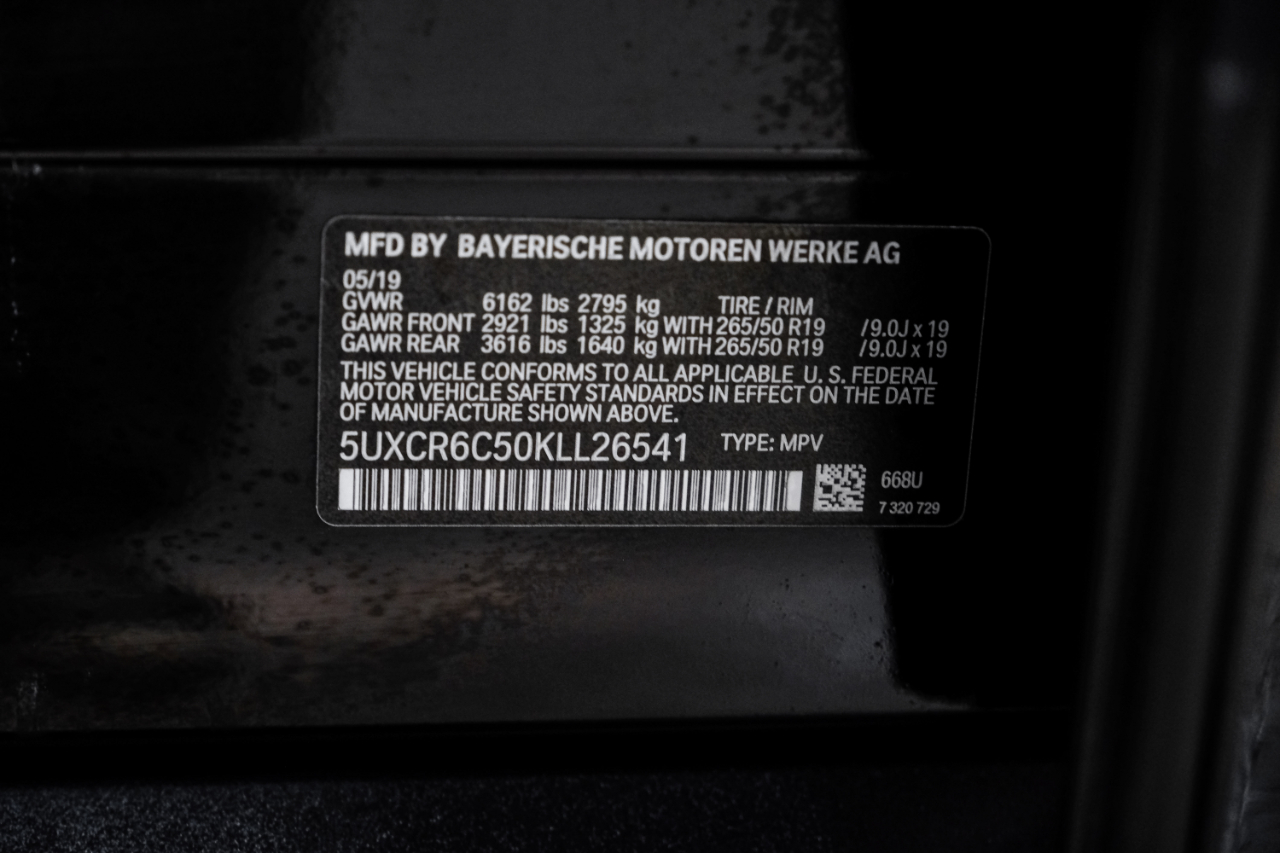 MFD BY BAYERISCHE MOTOREN WERKE AG
05/19
GVWR 6162 lbs 2795 kg TIRE / RIM
GAWR FRONT 2921 lbs 1325 kg WITH 265/50 R19 /9.0J x 19
GAWR REAR 3616 lbs 1640 kg WITH 265/50 R19 /9.0J x 19
THIS VEHICLE CONFORMS TO ALL APPLICABLE U. S. FEDERAL
MOTOR VEHICLE SAFETY STANDARDS IN EFFECT ON THE DATE
OF MANUFACTURE SHOWN ABOVE.
5UXCR6C50KLL26541 TYPE: MPV
668U
7 320 729